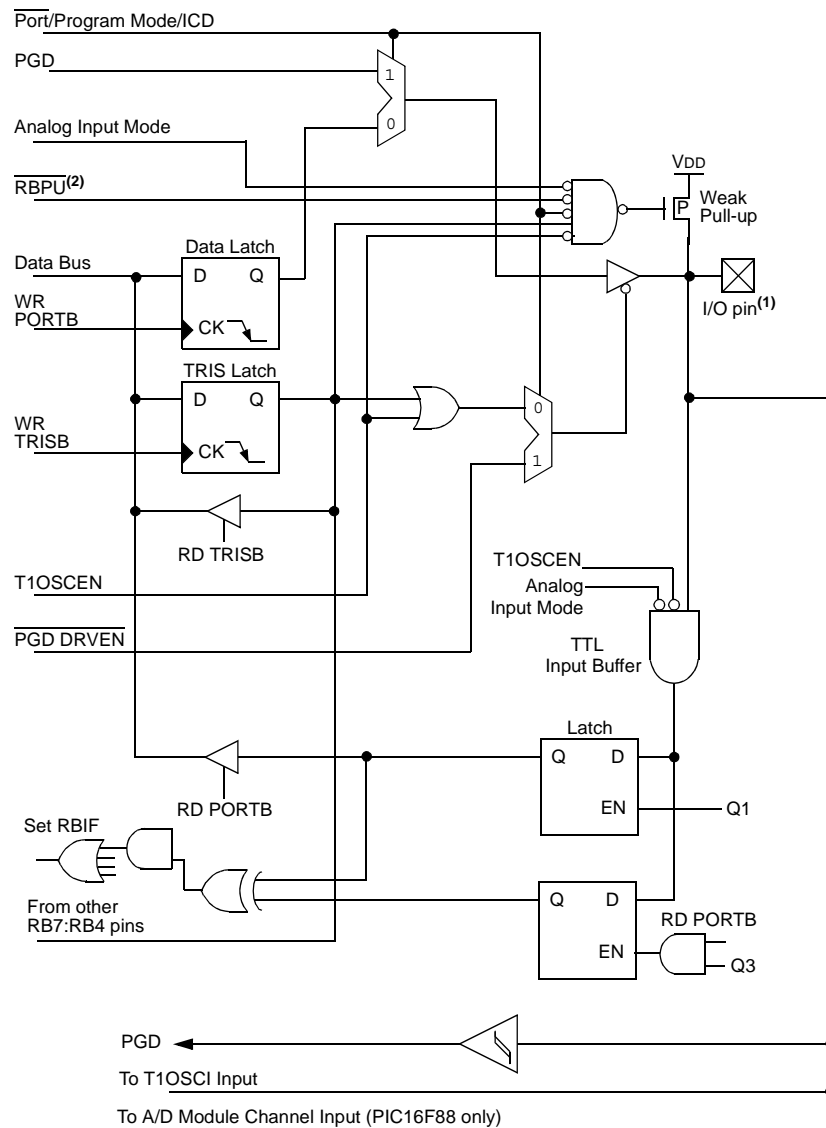 Port/Program Mode/ICD
PGD
1
0
Analog Input Mode
RBPU(2)
VDD
P
Weak
Pull-up
Data Latch
Data Bus
D
Q
WR
PORTB
CK
I/O pin(1)
TRIS Latch
D
Q
0
WR
TRISB
CK
1
RD TRISB
T1OSCEN
T1OSCEN
Analog
Input Mode
PGD DRVEN
TTL
Input Buffer
Latch
Q
D
RD PORTB
EN
Q1
Set RBIF
Q
D
From other
RB7:RB4 pins
RD PORTB
EN
Q3
PGD
To T1OSCI Input
To A/D Module Channel Input (PIC16F88 only)